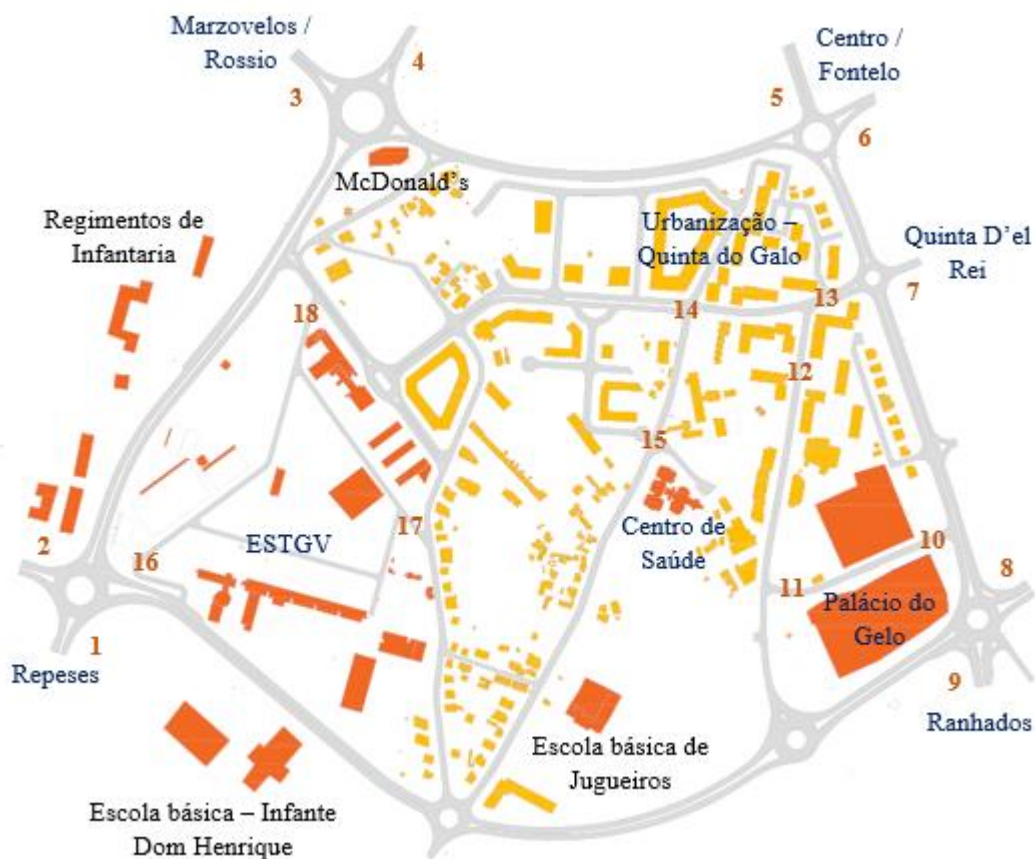 Marzovelos /
Rossio
4
3
Centro /
Fontelo
5
6
McDonald's
Regimentos de
Infantaria
Urbanização –
Quinta do Galo
Quinta D'el
Rei
7
13
14
18
12
15
Centro de
Saúde
17
ESTGV
10
2
16
11
8
Palácio do
Gelo
1
Repeses
9
Ranhados
Escola básica de
Jugueiros
Escola básica – Infante
Dom Henrique